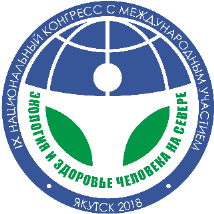 IX НАЦИОНАЛЬНЫЙ КОНГРЕСС С МЕЖДУНАРОДНЫМ УЧАСТИЕМ
ЭКОЛОГИЯ И ЗДОРОВЬЕ ЧЕЛОВЕКА НА СЕВЕРЕ
• ЯКУТСК 2018 •